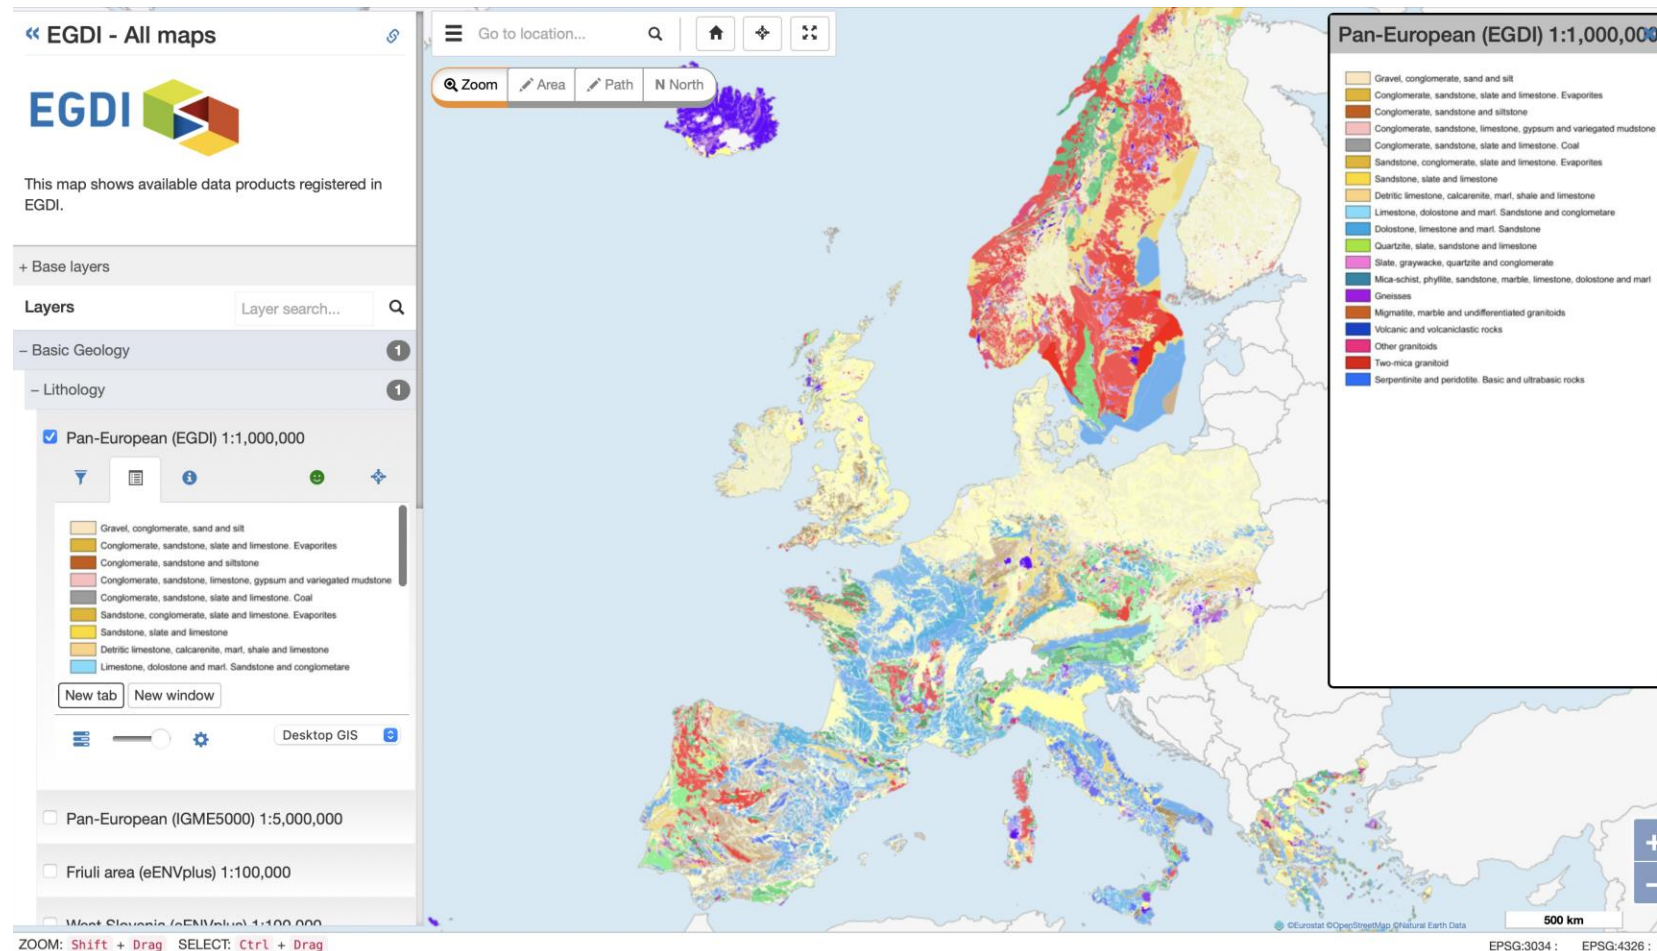 « EGDI - All maps
EGDI
This map shows available data products registered in
EGDI.
+ Base layers
Layers
Layer search...
– Basic Geology 1
– Lithology 1
Pan-European (EGDI) 1:1,000,000
Gravel, conglomerate, sand and silt
Conglomerate, sandstone, slate and limestone. Evaporites
Conglomerate, sandstone and siltstone
Conglomerate, sandstone, limestone, gypsum and variegated mudstone
Conglomerate, sandstone, slate and limestone. Coal
Sandstone, conglomerate, slate and limestone. Evaporites
Sandstone, slate and limestone
Detritic limestone, calcarenite, marl, shale and limestone
Limestone, dolostone and marl. Sandstone and conglometare
New tab New window
Desktop GIS
Pan-European (IGME5000) 1:5,000,000
Friuli area (eENVplus) 1:100,000
West Slovenia (eENVplus) 1:100,000
ZOOM: Shift + Drag SELECT: Ctrl + Drag
Go to location...
Zoom Area Path N North
Pan-European (EGDI) 1:1,000,000
Gravel, conglomerate, sand and silt
Conglomerate, sandstone, slate and limestone. Evaporites
Conglomerate, sandstone and siltstone
Conglomerate, sandstone, limestone, gypsum and variegated mudstone
Conglomerate, sandstone, slate and limestone. Coal
Sandstone, conglomerate, slate and limestone. Evaporites
Sandstone, slate and limestone
Detritic limestone, calcarenite, marl, shale and limestone
Limestone, dolostone and marl. Sandstone and conglometare
Dolostone, limestone and marl. Sandstone
Quartzite, slate, sandstone and limestone
Slate, graywacke, quartzite and conglomerate
Mica-schist, phyllite, sandstone, marble, limestone, dolostone and marl
Gneisses
Migmatite, marble and undifferentiated granitoids
Volcanic and volcaniclastic rocks
Other granitoids
Two-mica granitoid
Serpentinite and peridotite. Basic and ultrabasic rocks
+
−
©Eurostat ©OpenStreetMap ©Natural Earth Data
500 km
EPSG:3034 : EPSG:4326 :